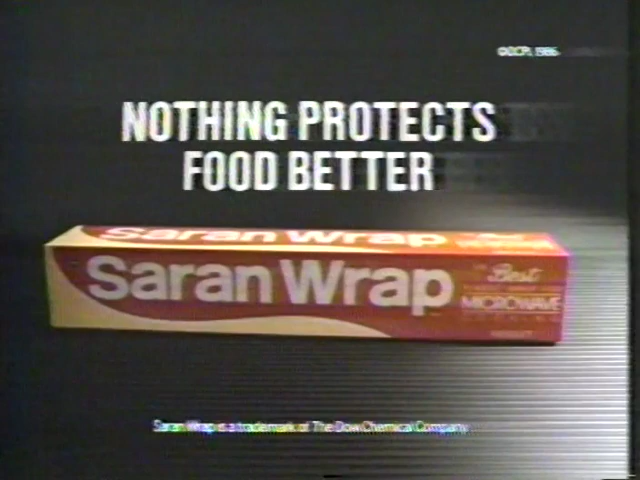 ©DCP, 1986
NOTHING PROTECTS
FOOD BETTER
Saran Wrap
Saran Wrap
Best
MICROWAVE
Saran Wrap is a trademark of The Dow Chemical Company